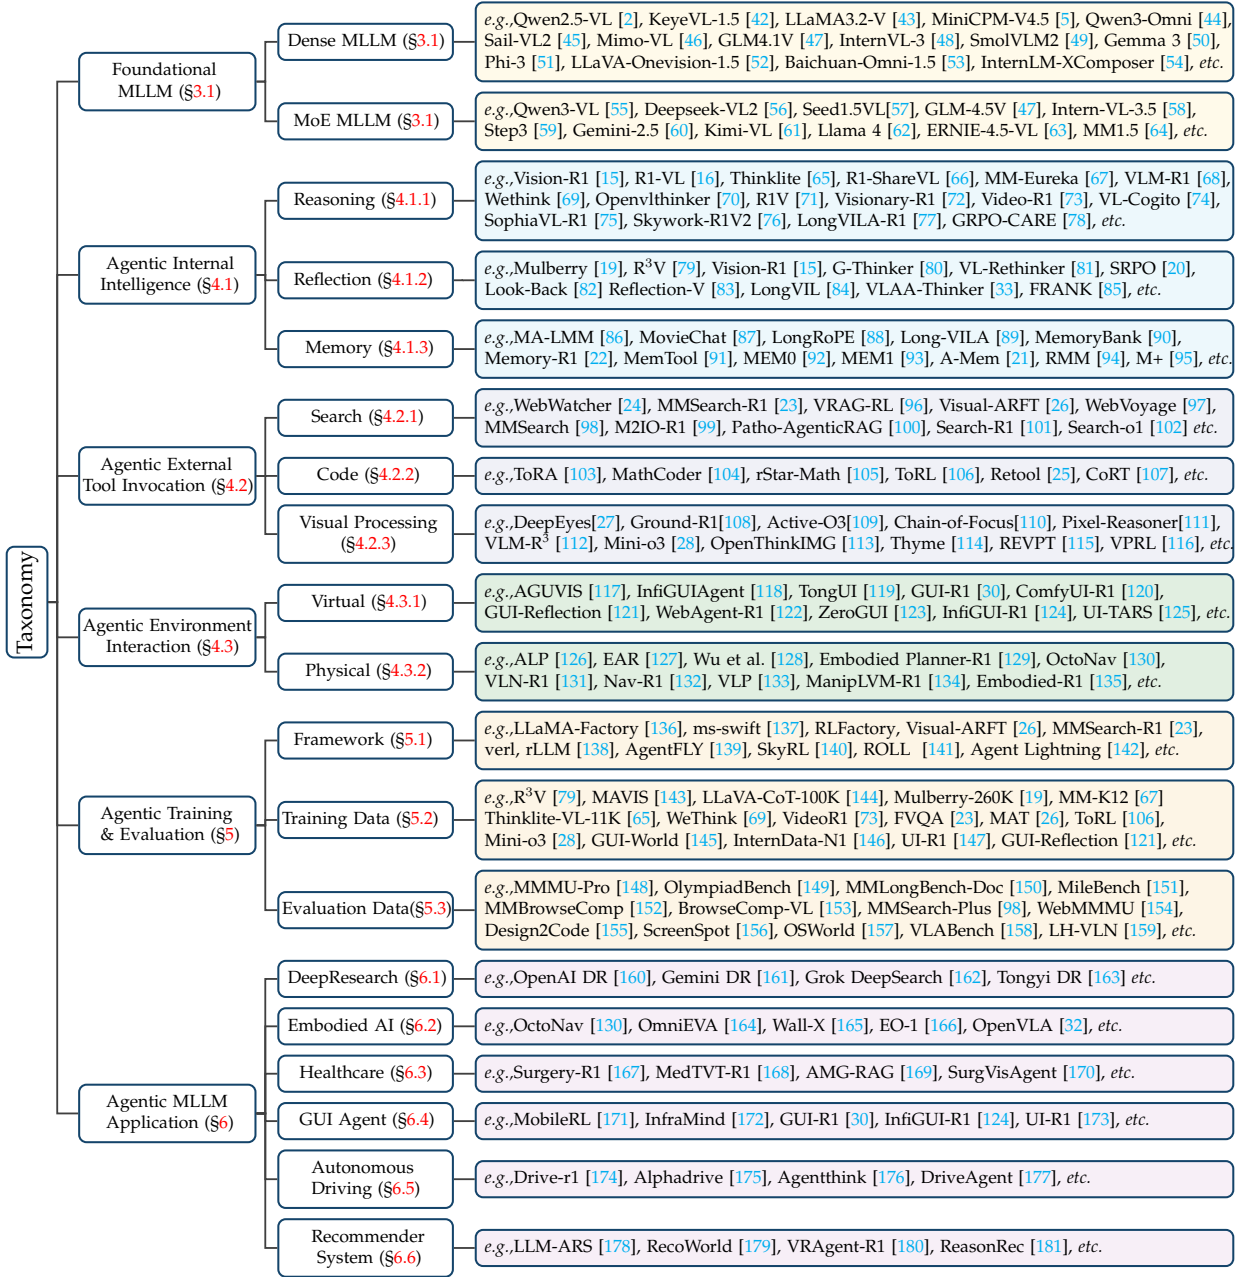 Taxonomy
Foundational
MLLM (§3.1)
Dense MLLM (§3.1)
e.g.,Qwen2.5-VL [2], KeyeVL-1.5 [42], LLaMA3.2-V [43], MiniCPM-V4.5 [5], Qwen3-Omni [44]
Sail-VL2 [45], Mimo-VL [46], GLM4.1V [47], InternVL-3 [48], SmolVLM2 [49], Gemma 3 [50],
Phi-3 [51], LLaVA-Onevision-1.5 [52], Baichuan-Omni-1.5 [53], InternLM-XComposer [54], etc.
MoE MLLM (§3.1)
e.g.,Qwen3-VL [55], Deepseek-VL2 [56], Seed1.5VL[57], GLM-4.5V [47], Intern-VL-3.5 [58],
Step3 [59], Gemini-2.5 [60], Kimi-VL [61], Llama 4 [62], ERNIE-4.5-VL [63], MM1.5 [64], etc.
Agentic Internal
Intelligence (§4.1)
Reasoning (§4.1.1)
e.g.,Vision-R1 [15], R1-VL [16], Thinklite [65], R1-ShareVL [66], MM-Eureka [67], VLM-R1 [68],
Wethink [69], Openvlthinker [70], R1V [71], Visionary-R1 [72], Video-R1 [73], VL-Cogito [74],
SophiaVL-R1 [75], Skywork-R1V2 [76], LongVILA-R1 [77], GRPO-CARE [78], etc.
Reflection (§4.1.2)
e.g.,Mulberry [19], R³V [79], Vision-R1 [15], G-Thinker [80], VL-Rethinker [81], SRPO [20],
Look-Back [82] Reflection-V [83], LongVIL [84], VLAA-Thinker [33], FRANK [85], etc.
Memory (§4.1.3)
e.g.,MA-LMM [86], MovieChat [87], LongRoPE [88], Long-VILA [89], MemoryBank [90],
Memory-R1 [22], MemTool [91], MEM0 [92], MEM1 [93], A-Mem [21], RMM [94], M+ [95], etc.
Agentic External
Tool Invocation (§4.2)
Search (§4.2.1)
e.g.,WebWatcher [24], MMSearch-R1 [23], VRAG-RL [96], Visual-ARFT [26], WebVoyage [97],
MMSearch [98], M2IO-R1 [99], Patho-AgenticRAG [100], Search-R1 [101], Search-o1 [102] etc.
Code (§4.2.2)
e.g.,ToRA [103], MathCoder [104], rStar-Math [105], ToRL [106], Retool [25], CoRT [107], etc.
Visual Processing
(§4.2.3)
e.g.,DeepEyes[27], Ground-R1[108], Active-O3[109], Chain-of-Focus[110], Pixel-Reasoner[111],
VLM-R³ [112], Mini-o3 [28], OpenThinkIMG [113], Thyme [114], REVPT [115], VPRL [116], etc.
Agentic Environment
Interaction (§4.3)
Virtual (§4.3.1)
e.g.,AGUVIS [117], InfiGUIAgent [118], TongUI [119], GUI-R1 [30], ComfyUI-R1 [120],
GUI-Reflection [121], WebAgent-R1 [122], ZeroGUI [123], InfiGUI-R1 [124], UI-TARS [125], etc.
Physical (§4.3.2)
e.g.,ALP [126], EAR [127], Wu et al. [128], Embodied Planner-R1 [129], OctoNav [130],
VLN-R1 [131], Nav-R1 [132], VLP [133], ManipLVM-R1 [134], Embodied-R1 [135], etc.
Agentic Training
& Evaluation (§5)
Framework (§5.1)
e.g.,LLaMA-Factory [136], ms-swift [137], RLFactory, Visual-ARFT [26], MMSearch-R1 [23],
verl, rLLM [138], AgentFLY [139], SkyRL [140], ROLL [141], Agent Lightning [142], etc.
Training Data (§5.2)
e.g.,R³V [79], MAVIS [143], LLaVA-CoT-100K [144], Mulberry-260K [19], MM-K12 [67]
Thinklite-VL-11K [65], WeThink [69], VideoR1 [73], FVQA [23], MAT [26], ToRL [106],
Mini-o3 [28], GUI-World [145], InternData-N1 [146], UI-R1 [147], GUI-Reflection [121], etc.
Evaluation Data(§5.3)
e.g.,MMMU-Pro [148], OlympiadBench [149], MMLongBench-Doc [150], MileBench [151],
MMBrowseComp [152], BrowseComp-VL [153], MMSearch-Plus [98], WebMMMU [154],
Design2Code [155], ScreenSpot [156], OSWorld [157], VLABench [158], LH-VLN [159], etc.
Agentic MLLM
Application (§6)
DeepResearch (§6.1)
e.g.,OpenAI DR [160], Gemini DR [161], Grok DeepSearch [162], Tongyi DR [163] etc.
Embodied AI (§6.2)
e.g.,OctoNav [130], OmniEVA [164], Wall-X [165], EO-1 [166], OpenVLA [32], etc.
Healthcare (§6.3)
e.g.,Surgery-R1 [167], MedTVT-R1 [168], AMG-RAG [169], SurgVisAgent [170], etc.
GUI Agent (§6.4)
e.g.,MobileRL [171], InfraMind [172], GUI-R1 [30], InfiGUI-R1 [124], UI-R1 [173], etc.
Autonomous
Driving (§6.5)
e.g.,Drive-r1 [174], Alphadrive [175], Agentthink [176], DriveAgent [177], etc.
Recommender
System (§6.6)
e.g.,LLM-ARS [178], RecoWorld [179], VRAgent-R1 [180], ReasonRec [181], etc.